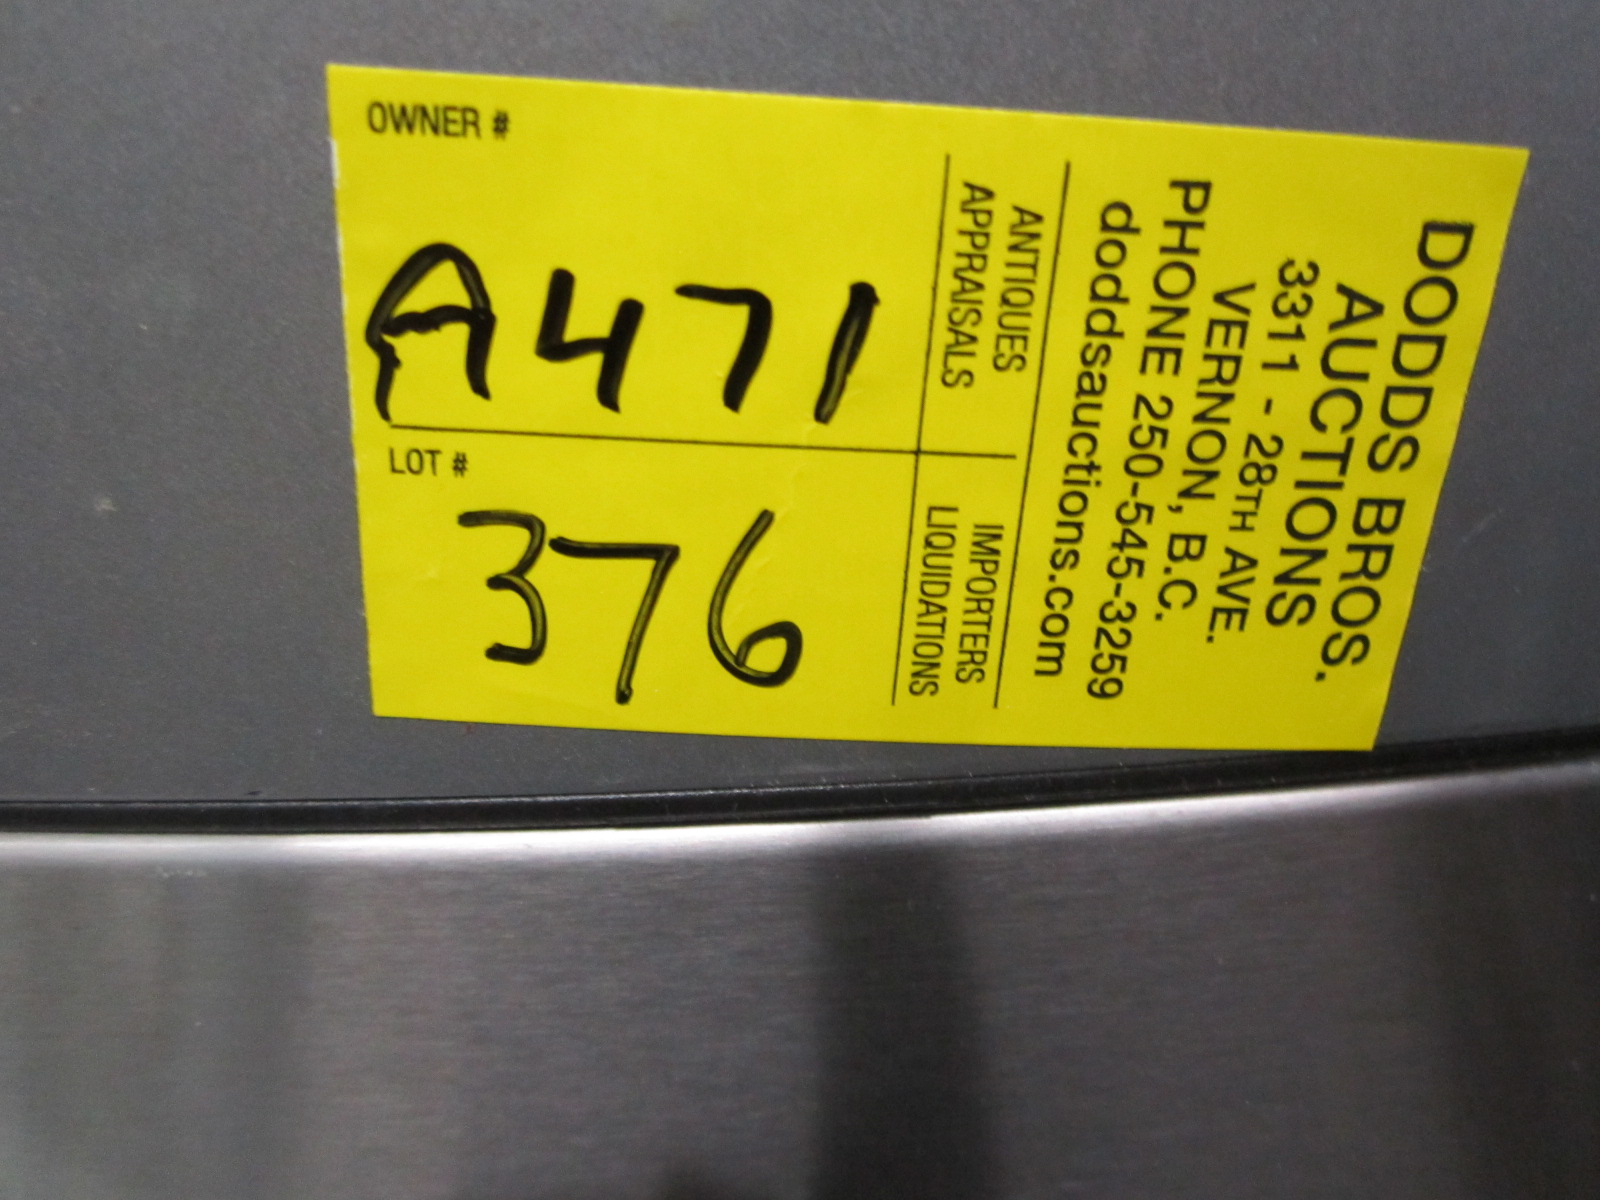 OWNER #
A471
LOT #
376
DODDS BROS.
AUCTIONS
3311 - 28TH AVE.
VERNON, B.C.
PHONE 250-545-3259
doddsauctions.com
ANTIQUES
APPRAISALS
IMPORTERS
LIQUIDATIONS